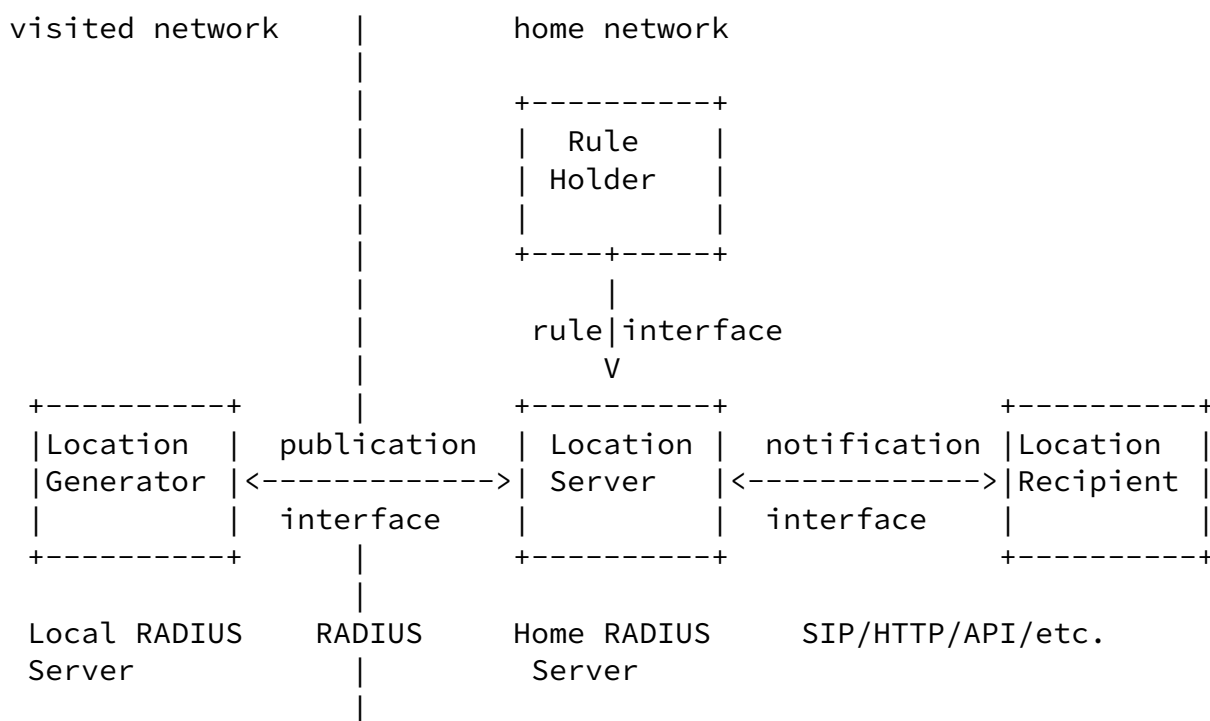 visited network | home network
|
| +----------+
| | Rule |
| | Holder |
| | |
| +----+-----+
| |
| rule|interface
| V
+----------+ | +----------+ +----------+
|Location | publication | Location | notification |Location |
|Generator |<------------->| Server |<------------->|Recipient |
| | interface | | interface | |
+----------+ | +----------+ +----------+
|
Local RADIUS RADIUS Home RADIUS SIP/HTTP/API/etc.
Server | Server
|